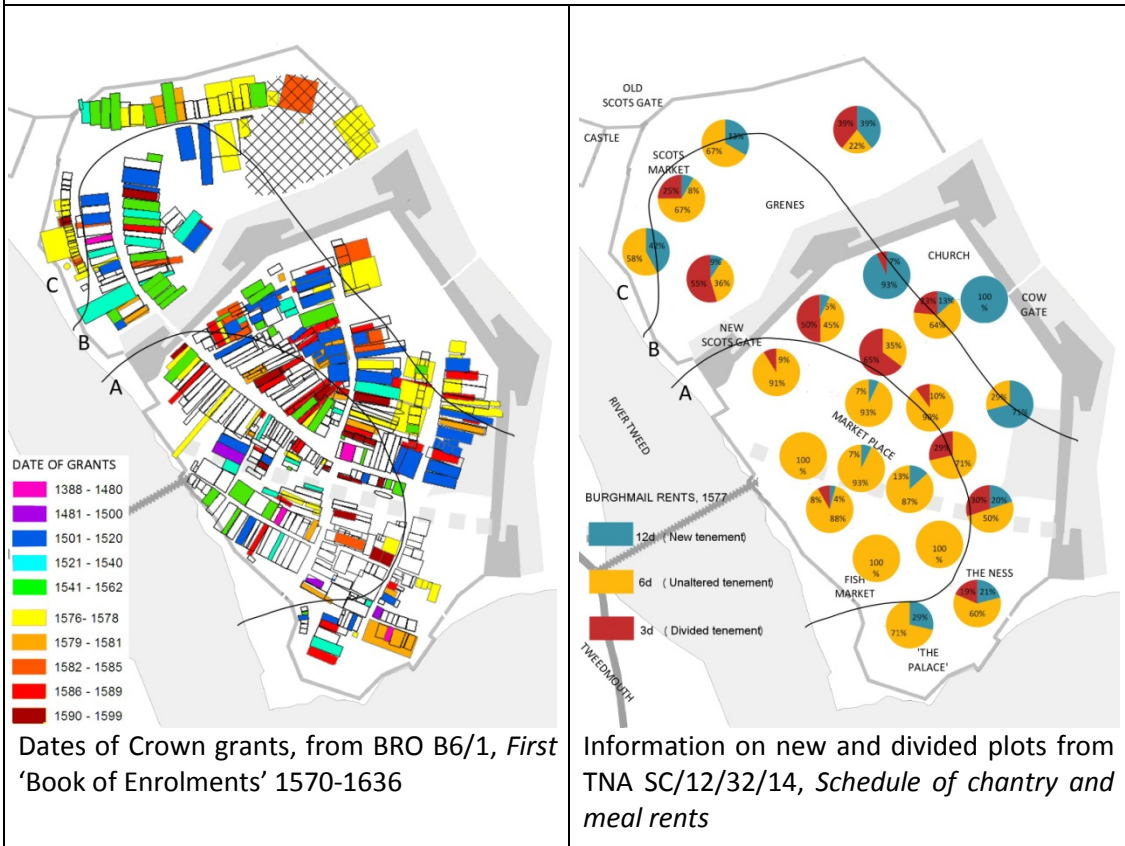 C
B
A
DATE OF GRANTS
1388 - 1480
1481 - 1500
1501 - 1520
1521 - 1540
1541 - 1562
1576- 1578
1579 - 1581
1582 - 1585
1586 - 1589
1590 - 1599
Dates of Crown grants, from BRO B6/1, First
‘Book of Enrolments’ 1570-1636
OLD
SCOTS GATE
CASTLE
39% 39%
22%
33%
67%
SCOTS
MARKET
25% 8%
67%
GRENES
42%
58%
C
B
9%
55% 36%
CHURCH
7%
93%
100
%
COW
GATE
13%
64%
NEW
SCOTS GATE
5%
50% 45%
35%
65%
9%
91%
A
7%
93%
10%
90%
29%
71%
RIVER TWEED
MARKET PLACE
29%
71%
100
%
7%
93%
13%
87%
BURGHMAIL RENTS, 1577
8% 4%
88%
30% 20%
50%
12d ( New tenement)
6d ( Unaltered tenement)
3d ( Divided tenement)
100
%
100
%
FISH
MARKET
THE NESS
19% 21%
60%
29%
71%
'THE
PALACE'
TWEEDMOUTH
Information on new and divided plots from
TNA SC/12/32/14, Schedule of chantry and
meal rents